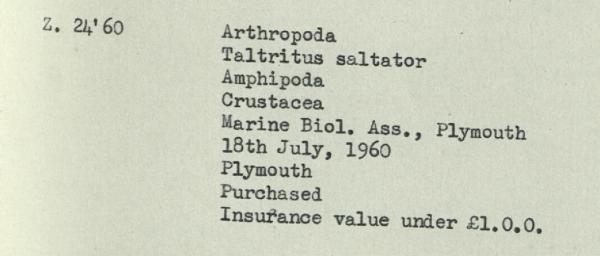 Z. 24'60
Arthropoda
Taltritus saltator
Amphipoda
Crustacea
Marine Biol. Ass., Plymouth
18th July, 1960
Plymouth
Purchased
Insurance value under £1.0.0.